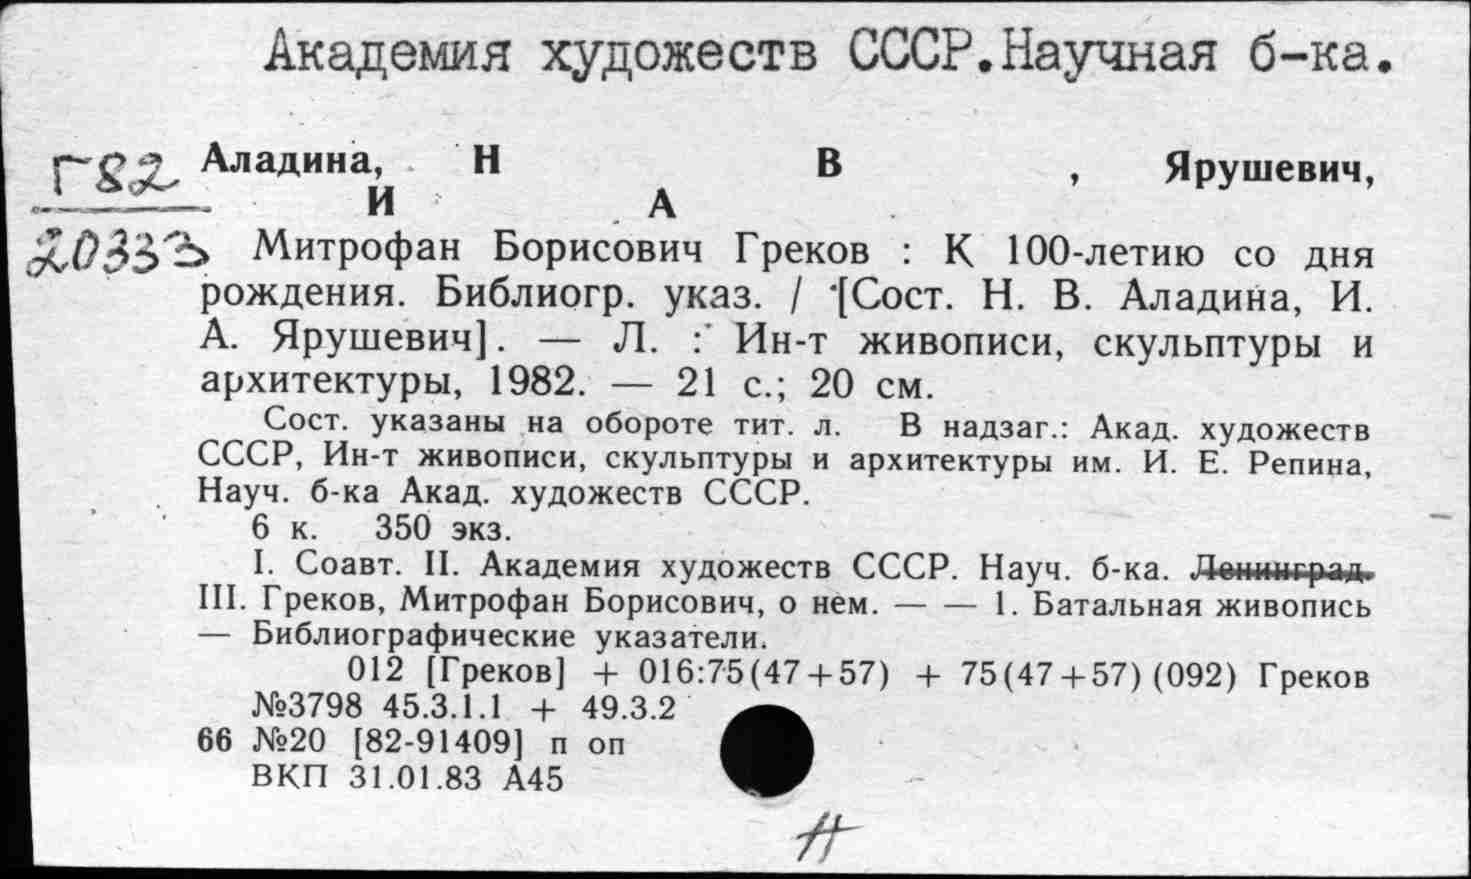 Академия художеств СССР.Научная б-ка.
Г82
20333
Аладина, Н В , Ярушевич,
И А
Митрофан Борисович Греков : К 100-летию со дня
рождения. Библиогр. указ. / [Сост. Н. В. Аладина, И.
А. Ярушевич]. — Л. : Ин-т живописи, скульптуры и
архитектуры, 1982. — 21 с.; 20 см.
Сост. указаны на обороте тит. л. В надзаг.: Акад. художеств
СССР, Ин-т живописи, скульптуры и архитектуры им. И. Е. Репина,
Науч. б-ка Акад. художеств СССР.
6 к. 350 экз.
I. Соавт. II. Академия художеств СССР. Науч. б-ка. Ленинград.
III. Греков, Митрофан Борисович, о нем. — — 1. Батальная живопись
— Библиографические указатели.
012 [Греков] + 016:75(47+57) + 75(47+57)(092) Греков
№3798 45.3.1.1 + 49.3.2
66 №20 [82-91409] п оп
ВКП 31.01.83 А45